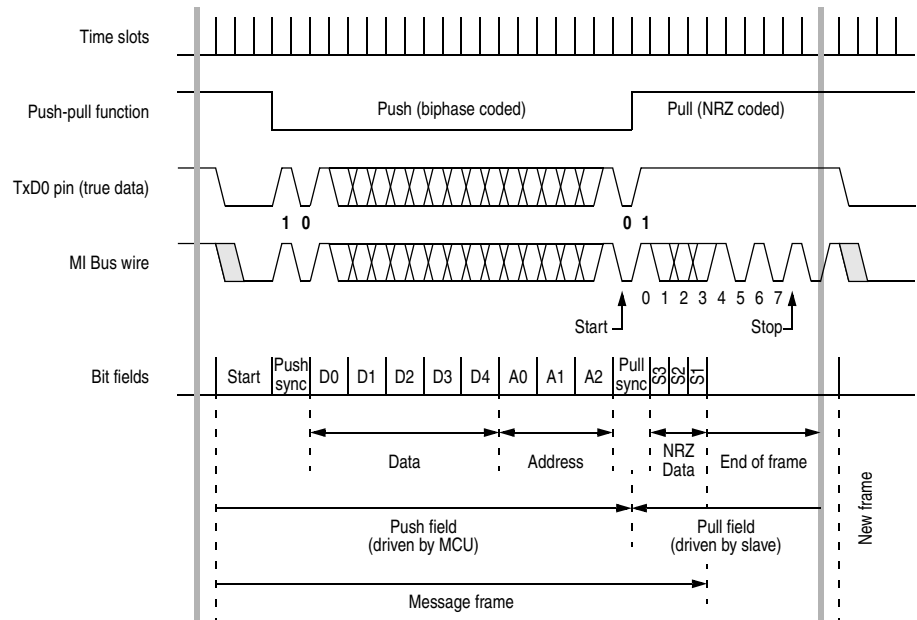 Time slots
Push-pull function
Push (biphase coded)
Pull (NRZ coded)
TxD0 pin (true data)
1 0
0 1
MI Bus wire
0 1 2 3 4 5 6 7
Start
Stop
Bit fields
Start
Push
sync
D0
D1
D2
D3
D4
A0
A1
A2
Pull
sync
S3
S2
S1
Data
Address
NRZ
Data
End of frame
Push field
(driven by MCU)
Pull field
(driven by slave)
New frame
Message frame